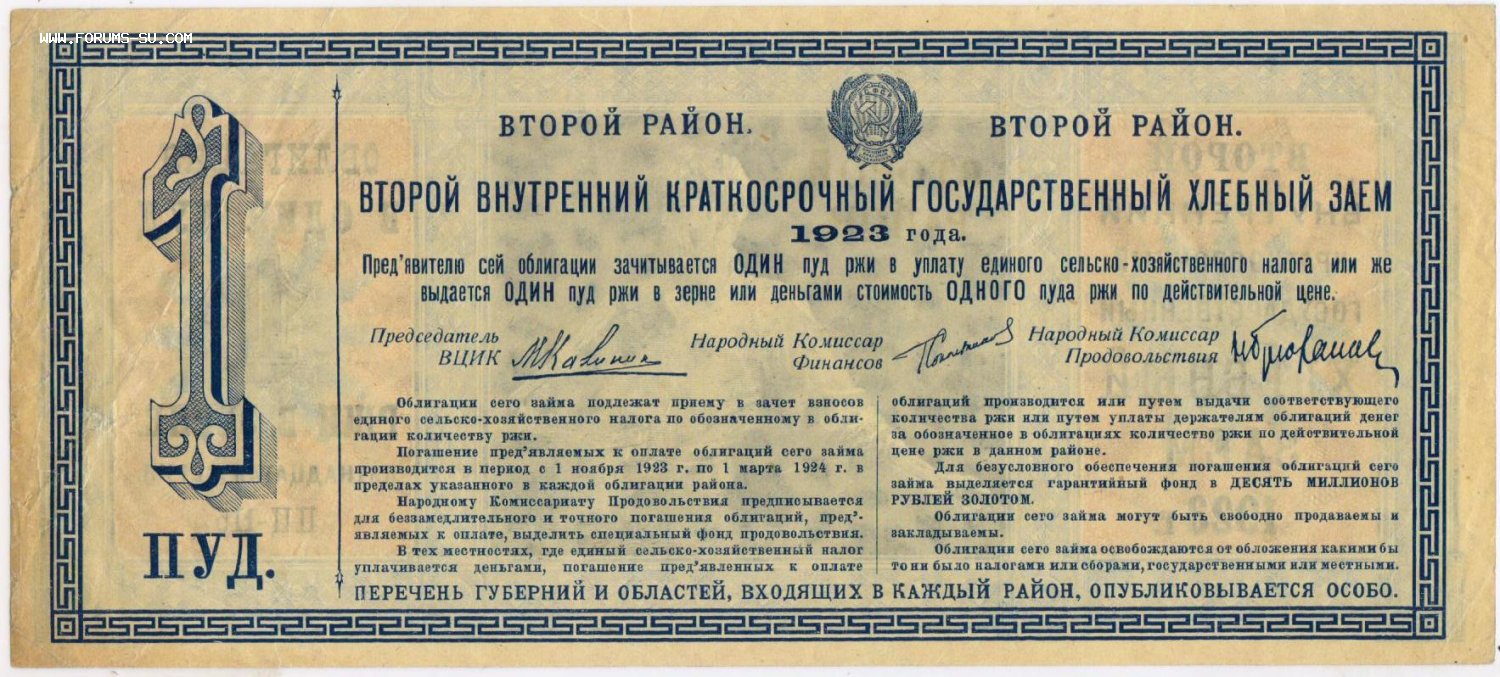 WWW.FORUMS-SU.COM
1
ПУД.
ВТОРОЙ РАЙОН.
ВТОРОЙ РАЙОН.
ВТОРОЙ ВНУТРЕННИЙ КРАТКОСРОЧНЫЙ ГОСУДАРСТВЕННЫЙ ХЛЕБНЫЙ ЗАЕМ
1923 года.
Пред'явителю сей облигации зачитывается ОДИН пуд ржи в уплату единого сельско-хозяйственного налога или же
выдается ОДИН пуд ржи в зерне или деньгами стоимость ОДНОГО пуда ржи по действительной цене.
Председатель
ВЦИК
МКалинин
Народный Комиссар
Финансов
Народный Комиссар
Продовольствия
НБрюханов
Облигации сего займа подлежат приему в зачет взносов
единого сельско-хозяйственного налога по обозначенному в обли-
гации количеству ржи.
Погашение пред'являемых к оплате облигаций сего займа
производится в период с 1 ноября 1923 г. по 1 марта 1924 г. в
пределах указанного в каждой облигации района.
Народному Комиссариату Продовольствия предписывается
для беззамедлительного и точного погашения облигаций, пред'-
являемых к оплате, выделить специальный фонд продовольствия.
В тех местностях, где единый сельско-хозяйственный налог
уплачивается деньгами, погашение пред'явленных к оплате
облигаций производится или путем выдачи соответствующего
количества ржи или путем уплаты держателям облигаций денег
за обозначенное в облигациях количество ржи по действительной
цене ржи в данном районе.
Для безусловного обеспечения погашения облигаций сего
займа выделяется гарантийный фонд в ДЕСЯТЬ МИЛЛИОНОВ
РУБЛЕЙ ЗОЛОТОМ.
Облигации сего займа могут быть свободно продаваемы и
закладываемы.
Облигации сего займа освобождаются от обложения какими бы
то ни было налогами или сборами, государственными или местными.
ПЕРЕЧЕНЬ ГУБЕРНИЙ И ОБЛАСТЕЙ, ВХОДЯЩИХ В КАЖДЫЙ РАЙОН, ОПУБЛИКОВЫВАЕТСЯ ОСОБО.